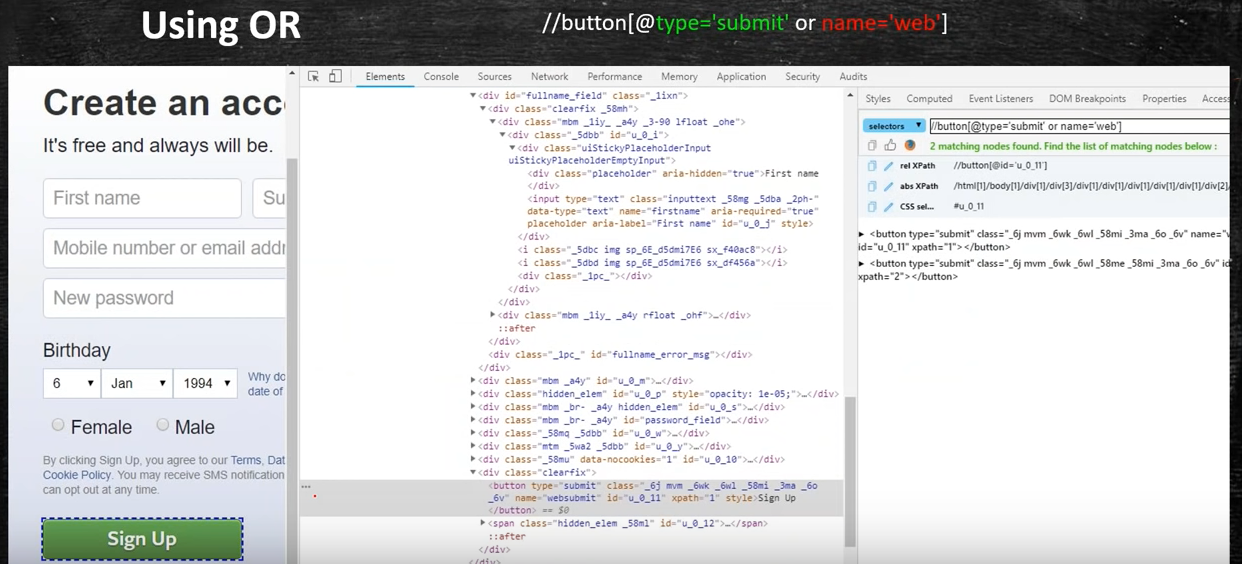 Using OR
//button[@type='submit' or name='web']
Create an acc
It's free and always will be.
First name
Su
Mobile number or email addr
New password
Birthday
6
Jan
1994
Why do
date of
Female
Male
By clicking Sign Up, you agree to our Terms, Dat
Cookie Policy. You may receive SMS notification
can opt out at any time.
Sign Up
Elements Console Sources Network Performance Memory Application Security Audits
▼<div id="fullname_field" class="_1ixn">
▼<div class="clearfix _58mh">
▼<div class="mbm _1iy_ _a4y _3-90 lfloat _ohe">
▼<div class="_5dbb" id="u_0_i">
▼<div class="uiStickyPlaceholderInput
uiStickyPlaceholderEmptyInput">
<div class="placeholder" aria-hidden="true">First name
</div>
<input type="text" class="inputtext _58mg _5dba _2ph-"
data-type="text" name="firstname" aria-required="true"
placeholder aria-label="First name" id="u_0_j" style>
</div>
<i class="_5dbc img sp_6E_d5dmi7E6 sx_f40ac8"></i>
<i class="_5dbd img sp_6E_d5dmi7E6 sx_df456a"></i>
<div class="_1pc_"></div>
</div>
</div>
▶<div class="mbm _1iy_ _a4y rfloat _ohf">…</div>
::after
</div>
<div class="_1pc_" id="fullname_error_msg"></div>
</div>
▶<div class="mbm _a4y" id="u_0_m">…</div>
▶<div class="hidden_elem" id="u_0_p" style="opacity: 1e-05;">…</div>
▶<div class="mbm _br- _a4y hidden_elem" id="u_0_s">…</div>
▶<div class="mbm _br- _a4y" id="password_field">…</div>
▶<div class="_58mq _5dbb" id="u_0_w">…</div>
▶<div class="mtm _5wa2 _5dbb" id="u_0_y">…</div>
▶<div class="_58mu" data-nocookies="1" id="u_0_10">…</div>
▼<div class="clearfix">
<button type="submit" class="_6j mvm _6wk _6wl _58mi _3ma _6o
_6v" name="websubmit" id="u_0_11" xpath="1" style>Sign Up
</button> == $0
▶<span class="hidden_elem _58ml" id="u_0_12">…</span>
::after
</div>
</div>
Styles Computed Event Listeners DOM Breakpoints Properties Access
selectors
//button[@type='submit' or name='web']
2 matching nodes found. Find the list of matching nodes below :
rel XPath //button[@id='u_0_11']
abs XPath /html[1]/body[1]/div[1]/div[3]/div[1]/div[1]/div[1]/div[1]/div[1]/div[2]/
CSS sel... #u_0_11
▶ <button type="submit" class="_6j mvm _6wk _6wl _58mi _3ma _6o _6v" name="w
id="u_0_11" xpath="1"></button>
▶ <button type="submit" class="_6j mvm _6wk _6wl _58me _58mi _3ma _6o _6v" id
xpath="2"></button>